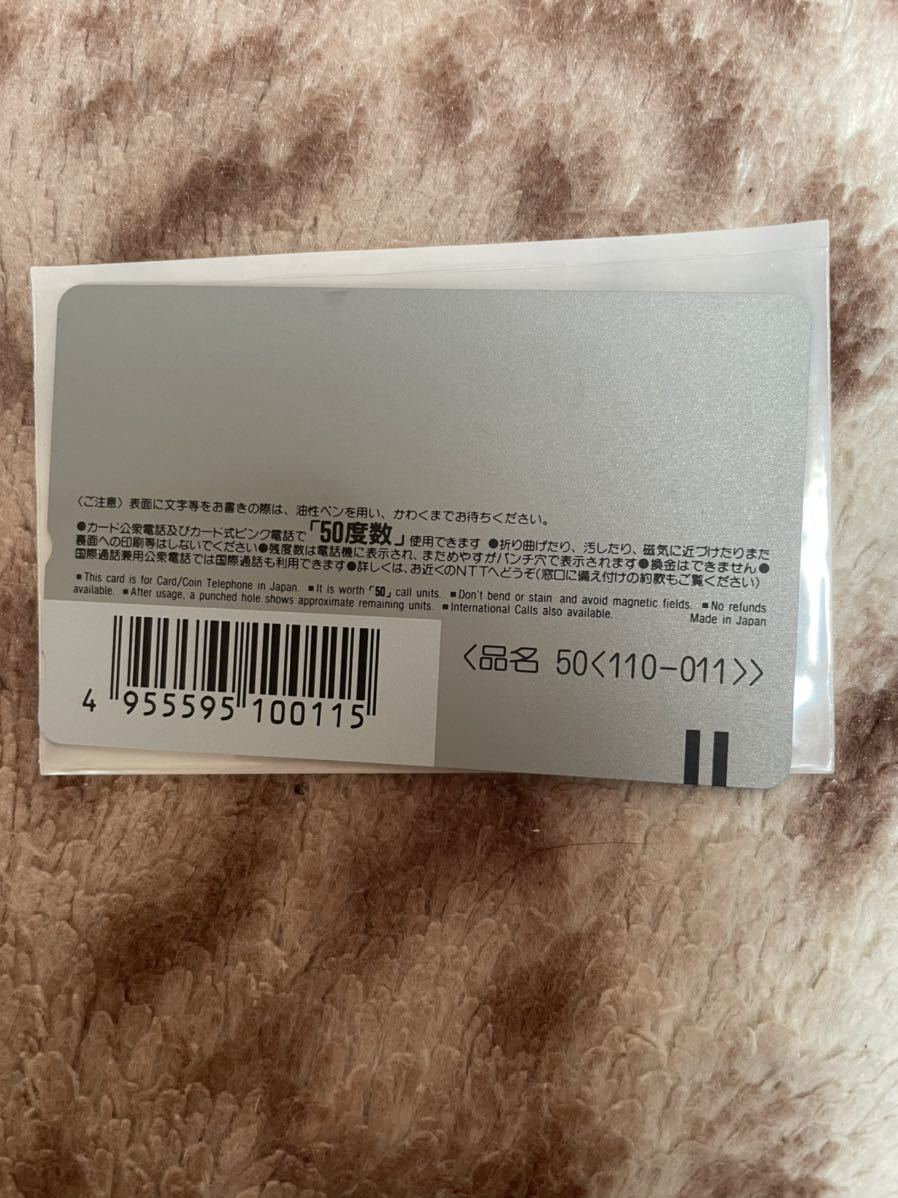 〈ご注意〉表面に文字等をお書きの際は、油性ペンを用い、かわくまでお待ちください。
●カード公衆電話及びカード式ピンク電話で「50度数」使用できます ●折り曲げたり、汚したり、磁気に近づけたりまた
裏面への印刷等はしないでください●残度数は電話機に表示され、まためやすがパンチ穴で表示されます●換金はできません●
国際通話兼用公衆電話では国際通話も利用できます●詳しくは、お近くのNTTへどうぞ(窓口に備え付けの約款もご覧ください)
■This card is for Card/Coin Telephone in Japan. ■It is worth「50」call units. ■Don't bend or stain and avoid magnetic fields. ■No refunds
available. ■After usage, a punched hole shows approximate remaining units. ■International Calls also available. Made in Japan
〈品名 50〈110-011〉〉
4 955595 100115